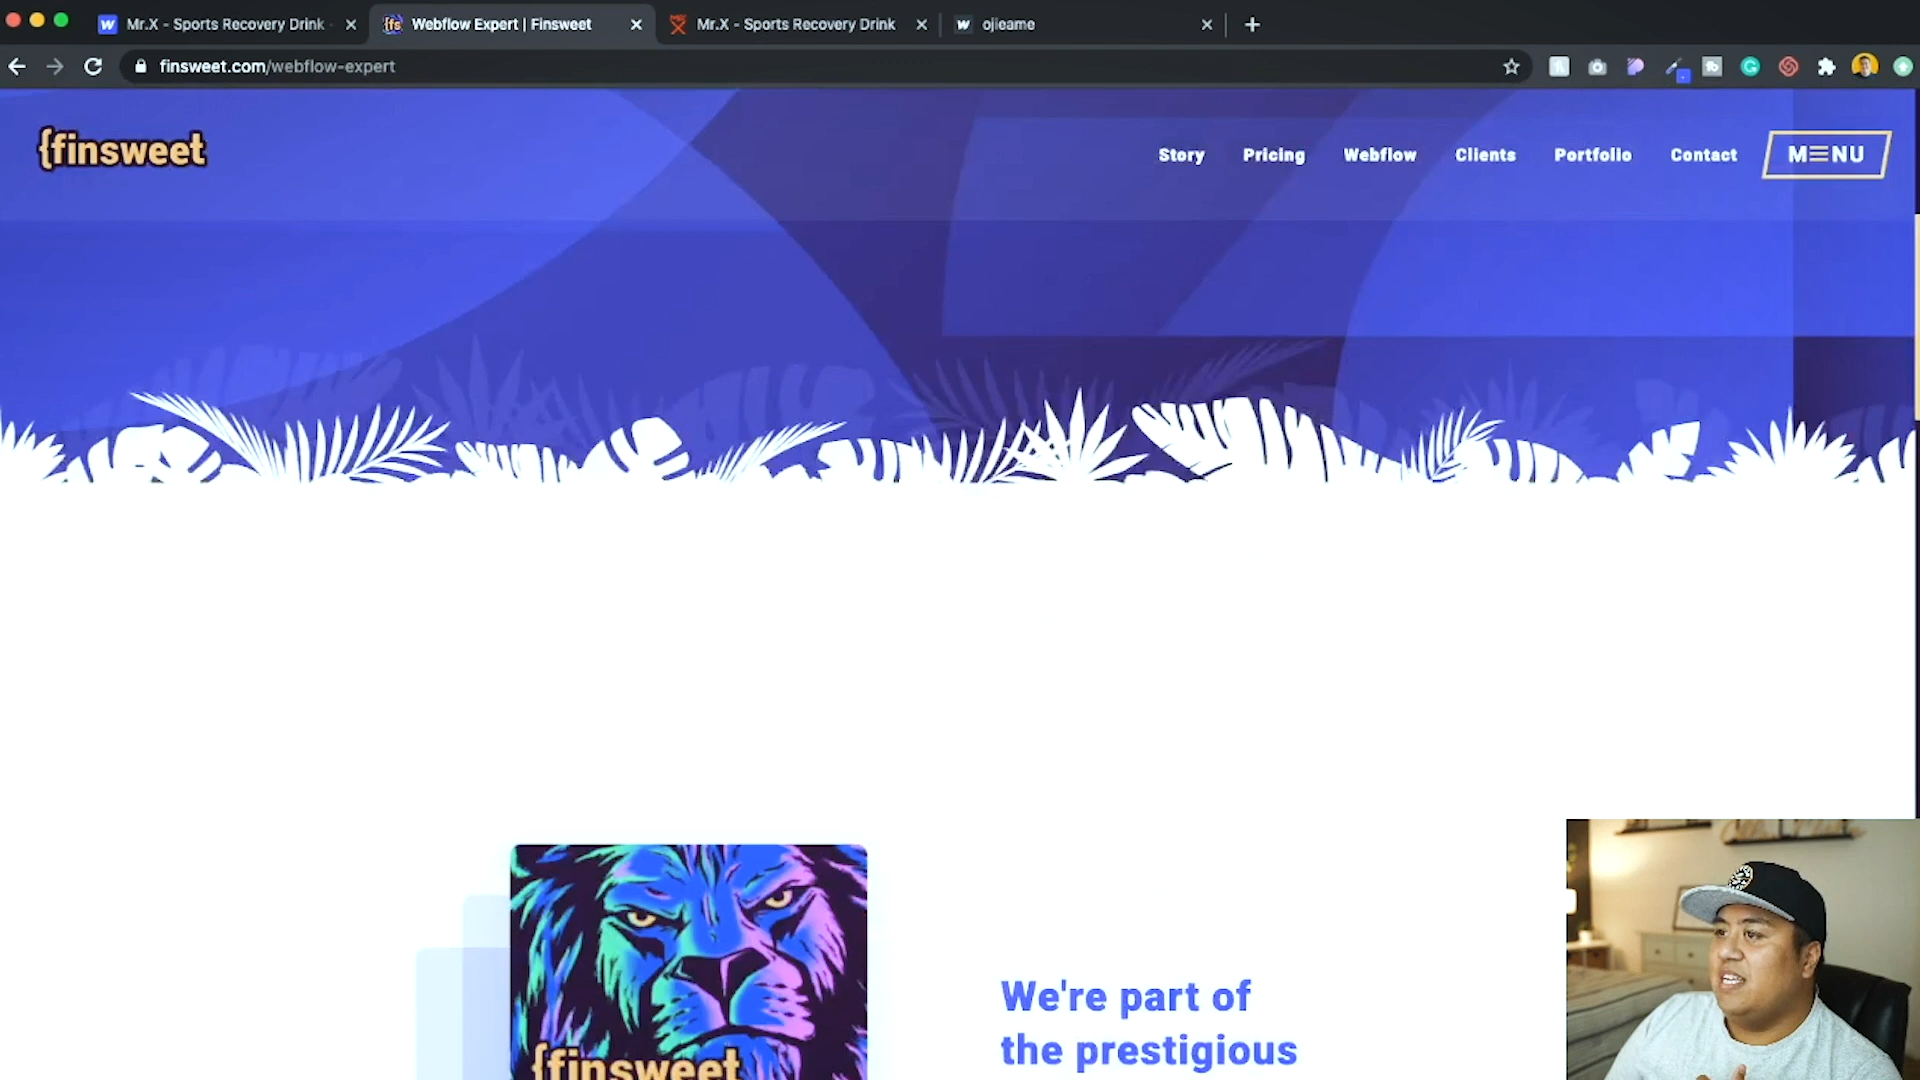 Mr.X - Sports Recovery Drink
Webflow Expert | Finsweet
Mr.X - Sports Recovery Drink
ojieame
finsweet.com/webflow-expert
{finsweet
Story
Pricing
Webflow
Clients
Portfolio
Contact
MENU
We're part of
the prestigious
{finsweet